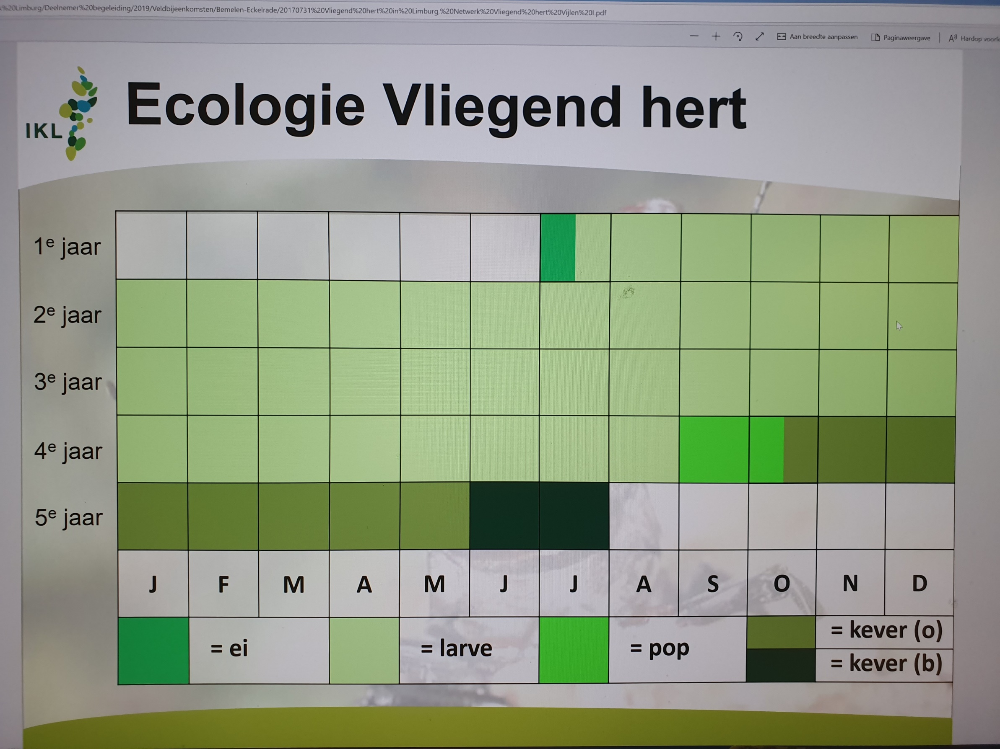 %20Limburg/Deelnemer%20begeleiding/2019/Veldbijeenkomsten/Bemelen-Eckelrade/20170731%20Vliegend%20hert%20in%20Limburg,%20Netwerk%20Vliegend%20hert%20Vijlen%20I.pdf
Aan breedte aanpassen Paginaweergave Hardop
IKL
Ecologie Vliegend hert
1e jaar
2e jaar
3e jaar
4e jaar
5e jaar
J F M A M J J A S O N D
= ei = larve = pop = kever (o)
= kever (b)